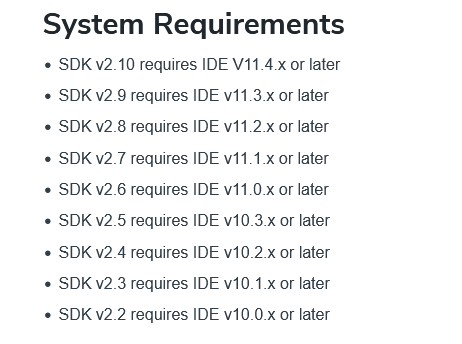 System Requirements
• SDK v2.10 requires IDE V11.4.x or later
• SDK v2.9 requires IDE v11.3.x or later
• SDK v2.8 requires IDE v11.2.x or later
• SDK v2.7 requires IDE v11.1.x or later
• SDK v2.6 requires IDE v11.0.x or later
• SDK v2.5 requires IDE v10.3.x or later
• SDK v2.4 requires IDE v10.2.x or later
• SDK v2.3 requires IDE v10.1.x or later
• SDK v2.2 requires IDE v10.0.x or later